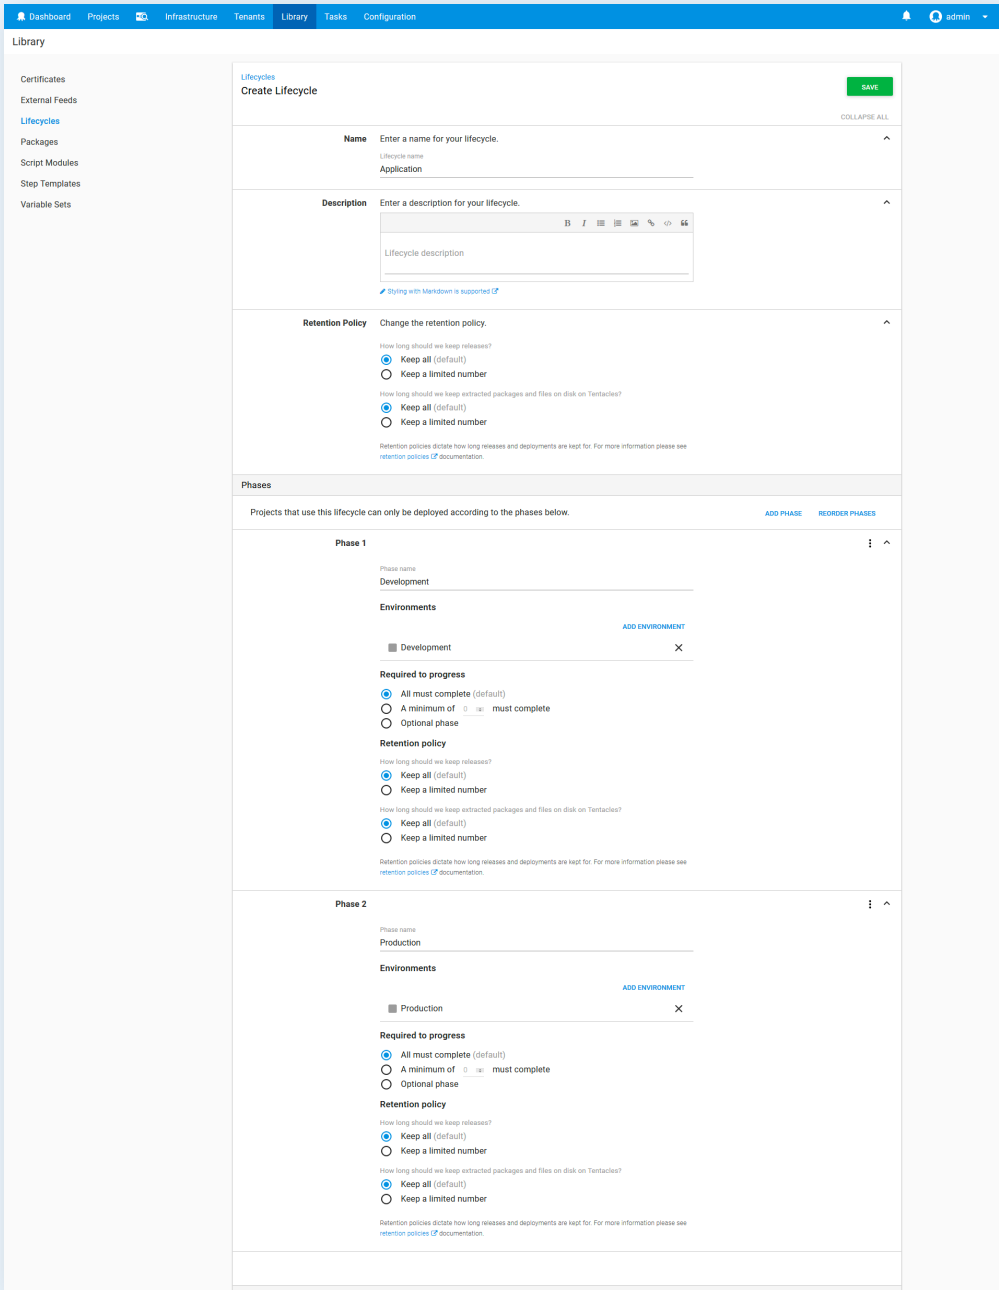 Dashboard Projects Infrastructure Tenants Library Tasks Configuration admin
Library
Certificates
External Feeds
Lifecycles
Packages
Script Modules
Step Templates
Variable Sets
Lifecycles
Create Lifecycle
SAVE
COLLAPSE ALL
Name Enter a name for your lifecycle.
Lifecycle name
Application
Description Enter a description for your lifecycle.
B I
Lifecycle description
Styling with Markdown is supported
Retention Policy Change the retention policy.
How long should we keep releases?
Keep all (default)
Keep a limited number
How long should we keep extracted packages and files on disk on Tentacles?
Keep all (default)
Keep a limited number
Retention policies dictate how long releases and deployments are kept for. For more information please see
retention policies documentation.
Phases
Projects that use this lifecycle can only be deployed according to the phases below. ADD PHASE REORDER PHASES
Phase 1
Phase name
Development
Environments
ADD ENVIRONMENT
Development
Required to progress
All must complete (default)
A minimum of 0 must complete
Optional phase
Retention policy
How long should we keep releases?
Keep all (default)
Keep a limited number
How long should we keep extracted packages and files on disk on Tentacles?
Keep all (default)
Keep a limited number
Retention policies dictate how long releases and deployments are kept for. For more information please see
retention policies documentation.
Phase 2
Phase name
Production
Environments
ADD ENVIRONMENT
Production
Required to progress
All must complete (default)
A minimum of 0 must complete
Optional phase
Retention policy
How long should we keep releases?
Keep all (default)
Keep a limited number
How long should we keep extracted packages and files on disk on Tentacles?
Keep all (default)
Keep a limited number
Retention policies dictate how long releases and deployments are kept for. For more information please see
retention policies documentation.